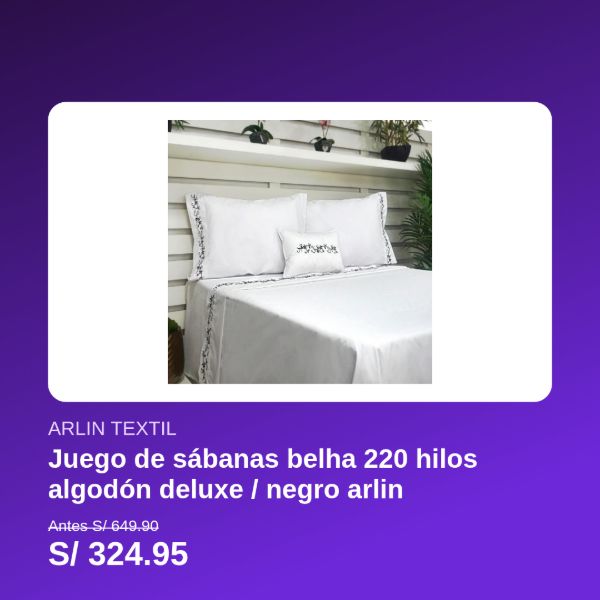 ARLIN TEXTIL
Juego de sábanas belha 220 hilos
algodón deluxe / negro arlin
Antes S/ 649.90
S/ 324.95